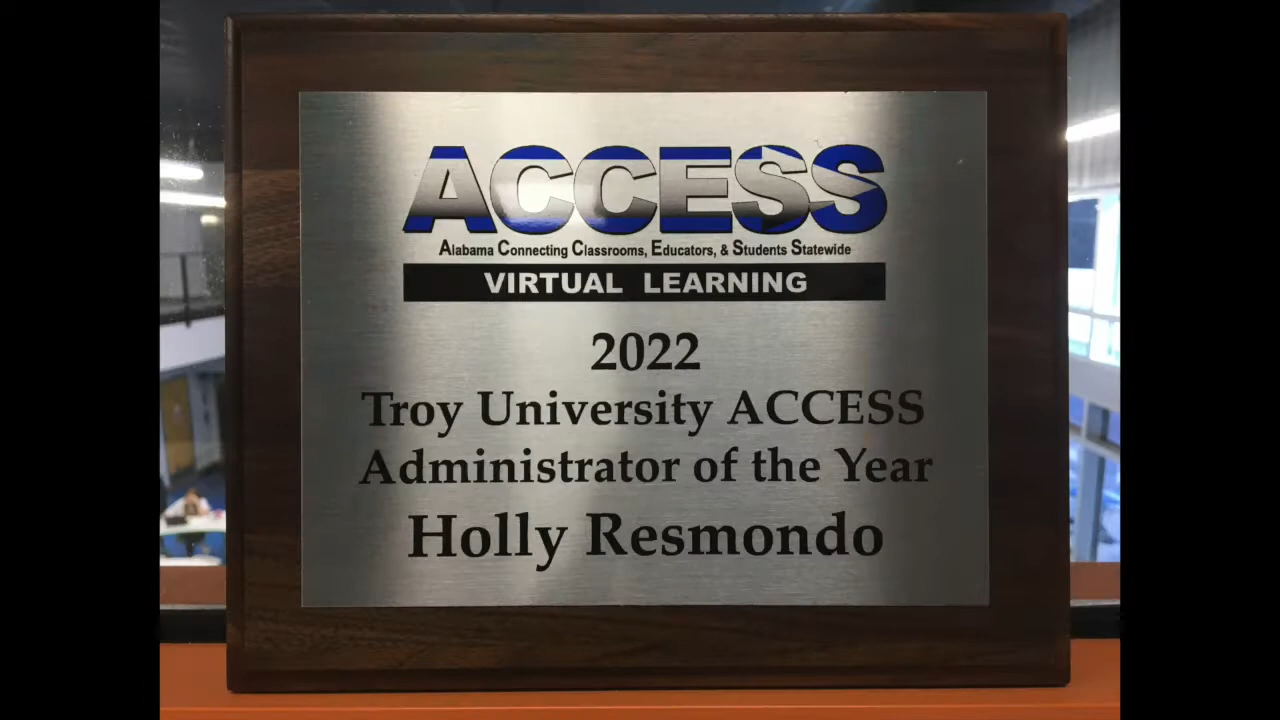 ACCESS
Alabama Connecting Classrooms, Educators, & Students Statewide
VIRTUAL LEARNING
2022
Troy University ACCESS
Administrator of the Year
Holly Resmondo